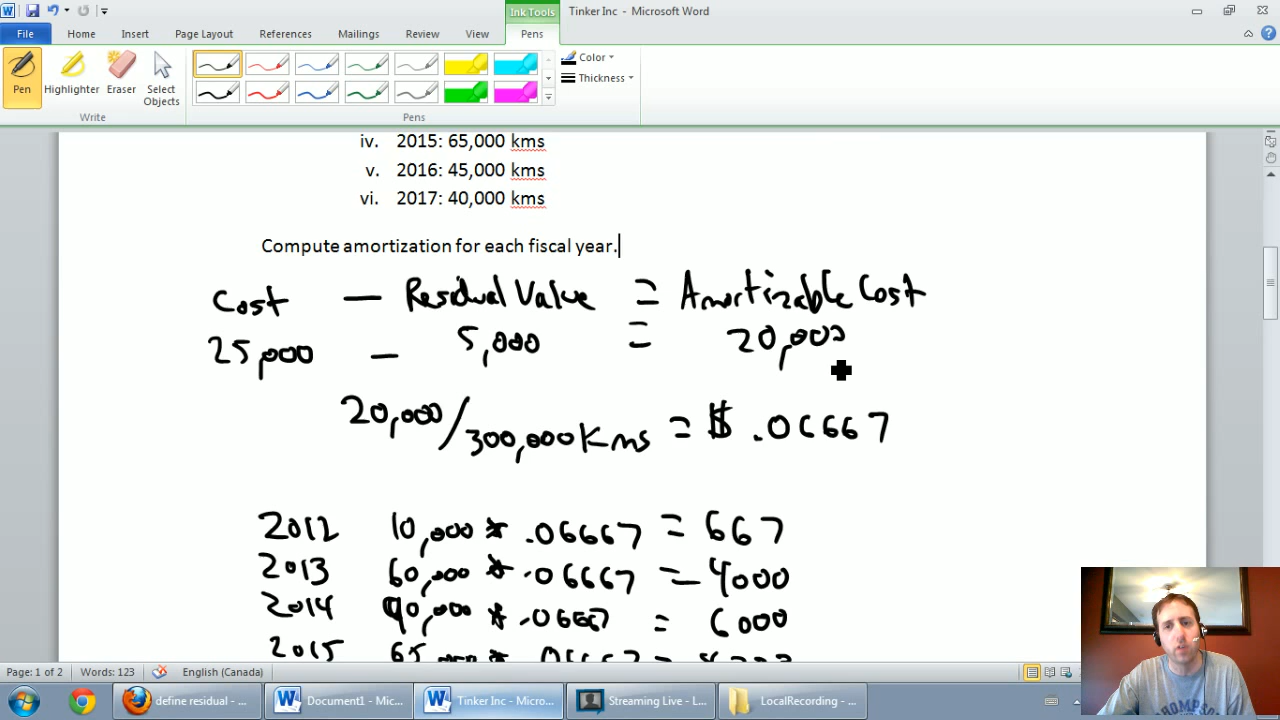 Ink Tools
Tinker Inc - Microsoft Word
File Home Insert Page Layout References Mailings Review View Pens
Pen Highlighter Eraser Select Objects
Color
Thickness
Write
Pens
iv. 2015: 65,000 kms
v. 2016: 45,000 kms
vi. 2017: 40,000 kms
Compute amortization for each fiscal year.
Cost — Residual Value = Amortizable Cost
25,000 — 5,000 = 20,000
20,000/300,000 Kms = $.06667
2012 10,000 * .06667 = 667
2013 60,000 * .06667 = 4000
2014 90,000 * .0667 = 6000
2015 65
Page: 1 of 2 Words: 123 English (Canada)
define residual - ... Document1 - Mic... Tinker Inc - Micro... Streaming Live - L... LocalRecording - ...
THOMPSON